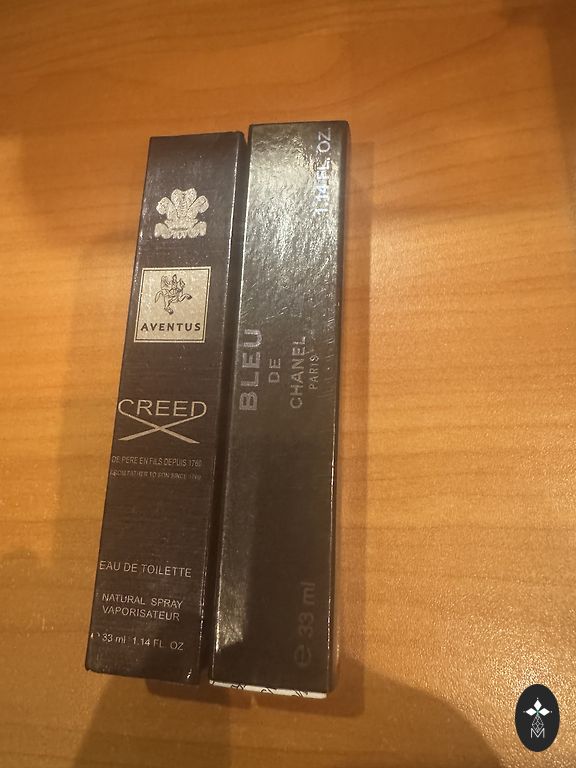 AVENTUS
CREED
DE PERE EN FILS DEPUIS 1760
FROM FATHER TO SON SINCE 1760
EAU DE TOILETTE
NATURAL SPRAY
VAPORISATEUR
33 ml 1.14 FL. OZ
1.14 FL. OZ.
BLEU
DE
CHANEL
PARIS
e 33 ml